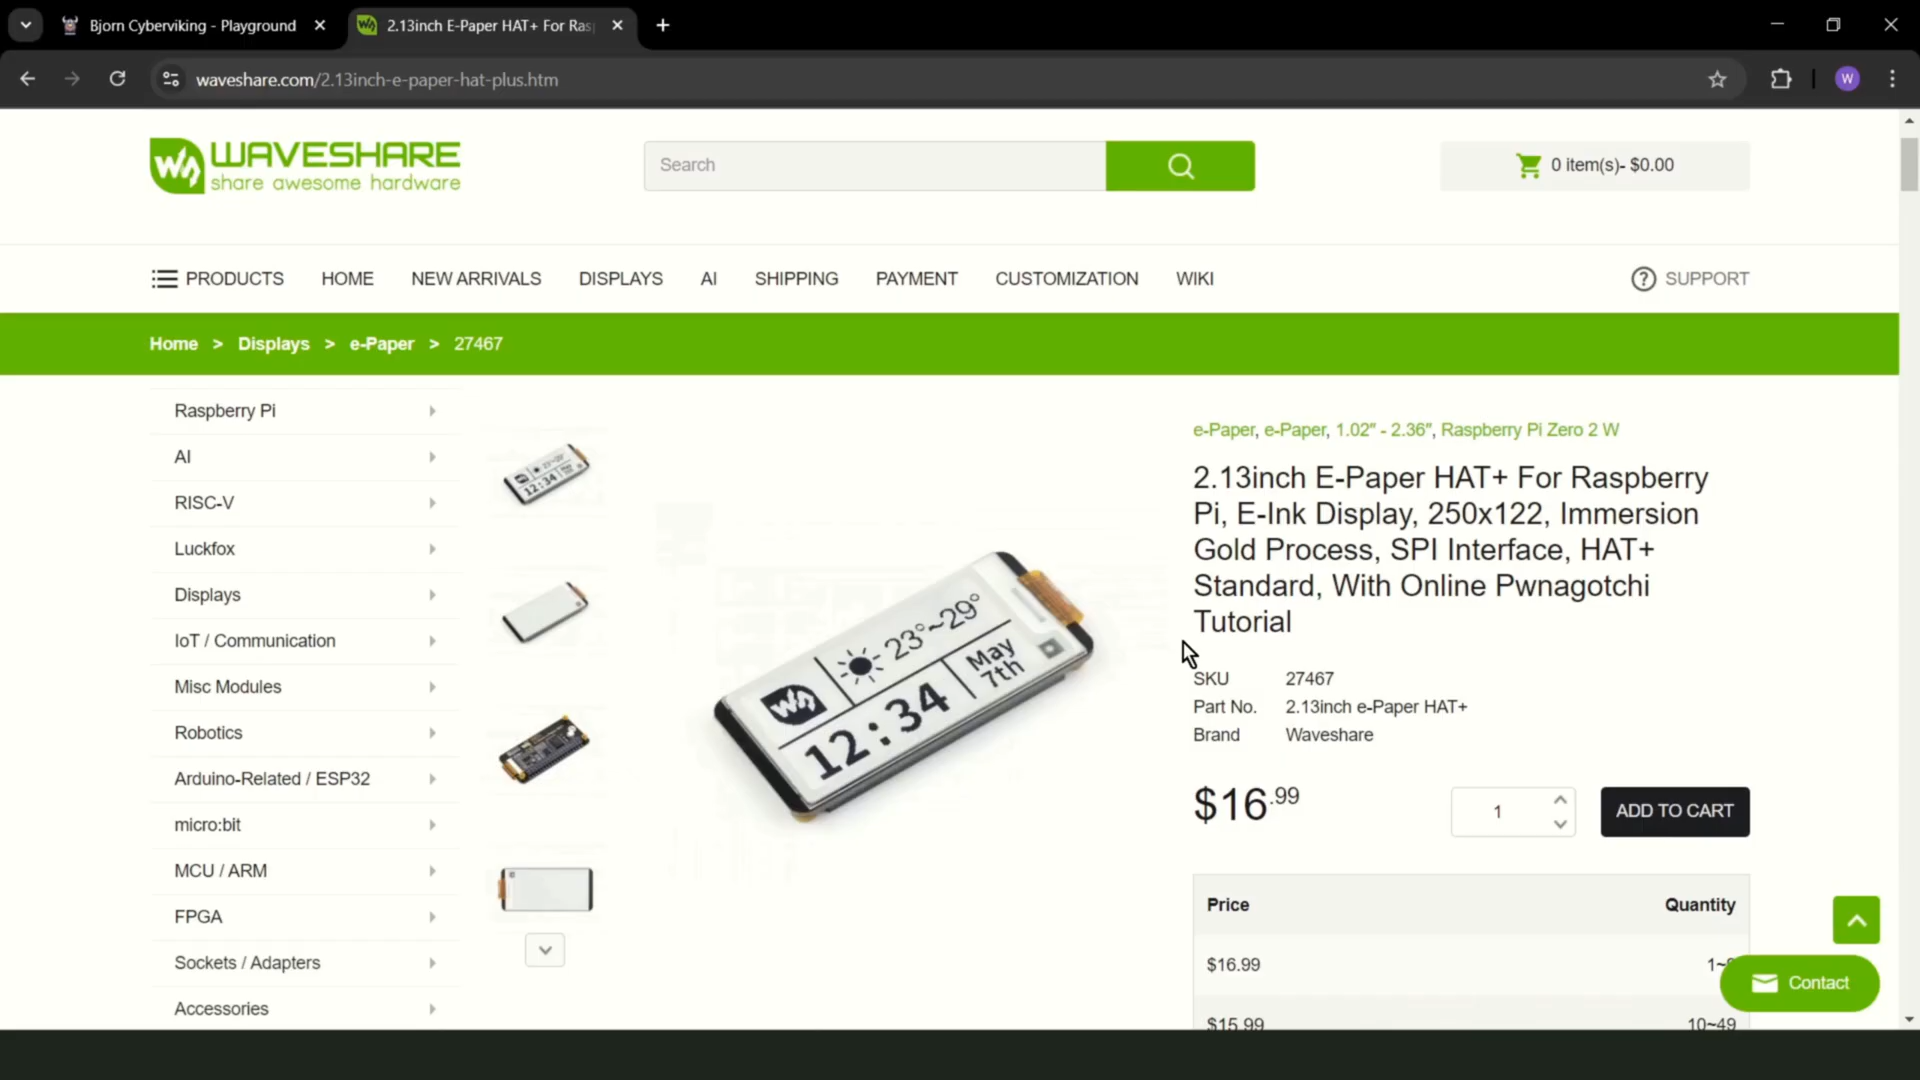 Bjorn Cyberviking - Playground
2.13inch E-Paper HAT+ For Ras
waveshare.com/2.13inch-e-paper-hat-plus.htm
W
WAVESHARE
share awesome hardware
Search
0 item(s)- $0.00
PRODUCTS HOME NEW ARRIVALS DISPLAYS AI SHIPPING PAYMENT CUSTOMIZATION WIKI
SUPPORT
Home > Displays > e-Paper > 27467
Raspberry Pi
AI
RISC-V
Luckfox
Displays
IoT / Communication
Misc Modules
Robotics
Arduino-Related / ESP32
micro:bit
MCU / ARM
FPGA
Sockets / Adapters
Accessories
23°~29°
May
7th
12:34
e-Paper, e-Paper, 1.02″ - 2.36″, Raspberry Pi Zero 2 W
2.13inch E-Paper HAT+ For Raspberry
Pi, E-Ink Display, 250x122, Immersion
Gold Process, SPI Interface, HAT+
Standard, With Online Pwnagotchi
Tutorial
SKU 27467
Part No. 2.13inch e-Paper HAT+
Brand Waveshare
$16.99
1
ADD TO CART
Price Quantity
$16.99
Contact
$15.99 10~49